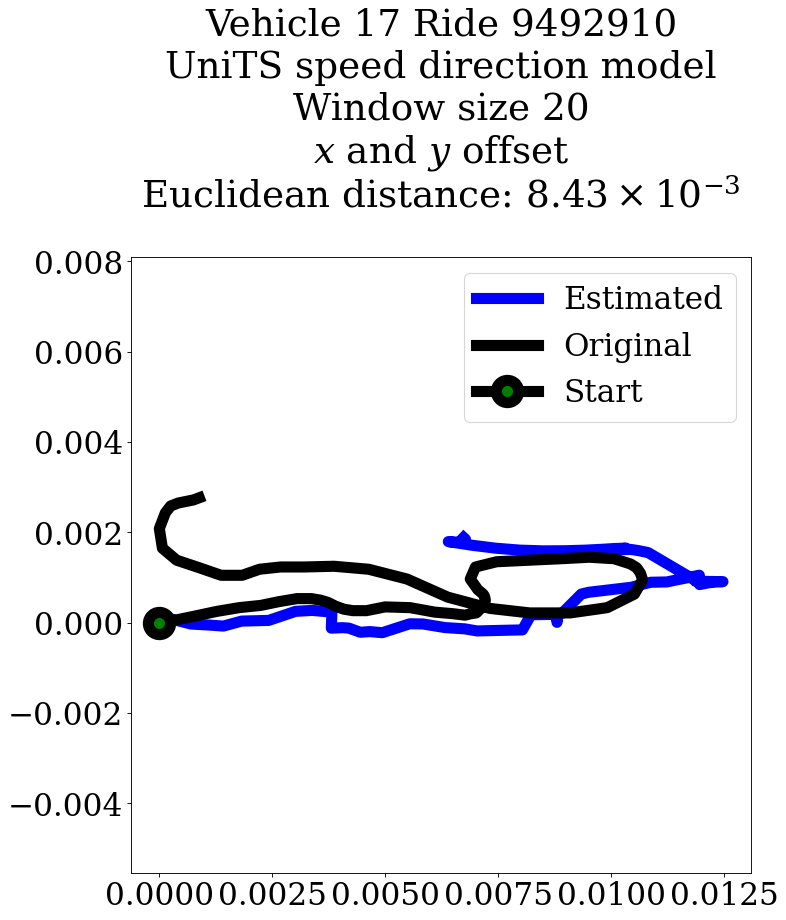 Vehicle 17 Ride 9492910
UniTS speed direction model
Window size 20
x and y offset
Euclidean distance: 8.43 × 10⁻³
Estimated
Original
Start
0.008
0.006
0.004
0.002
0.000
−0.002
−0.004
0.0000 0.0025 0.0050 0.0075 0.0100 0.0125